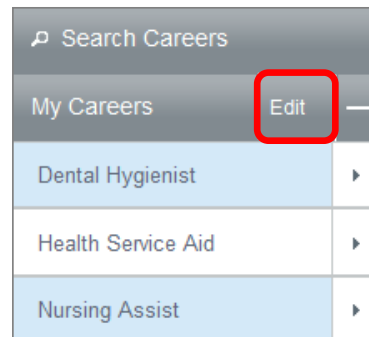 Search Careers
My Careers Edit
Dental Hygienist
Health Service Aid
Nursing Assist